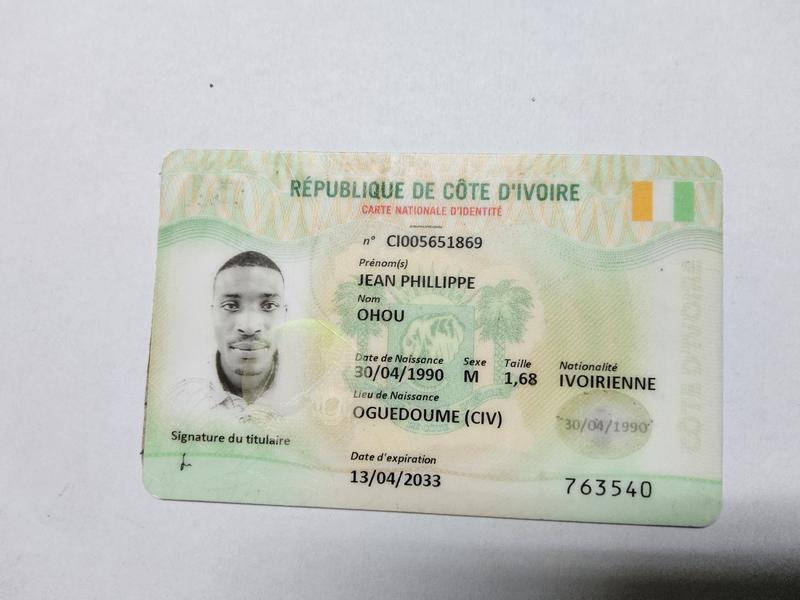 RÉPUBLIQUE DE CÔTE D'IVOIRE
CARTE NATIONALE D'IDENTITÉ
n° CI005651869
Prénom(s)
JEAN PHILLIPPE
Nom
OHOU
Date de Naissance Sexe Taille Nationalité
30/04/1990 M 1,68 IVOIRIENNE
Lieu de Naissance
OGUEDOUME (CIV)
30/04/1990
Signature du titulaire
Date d'expiration
13/04/2033
763540